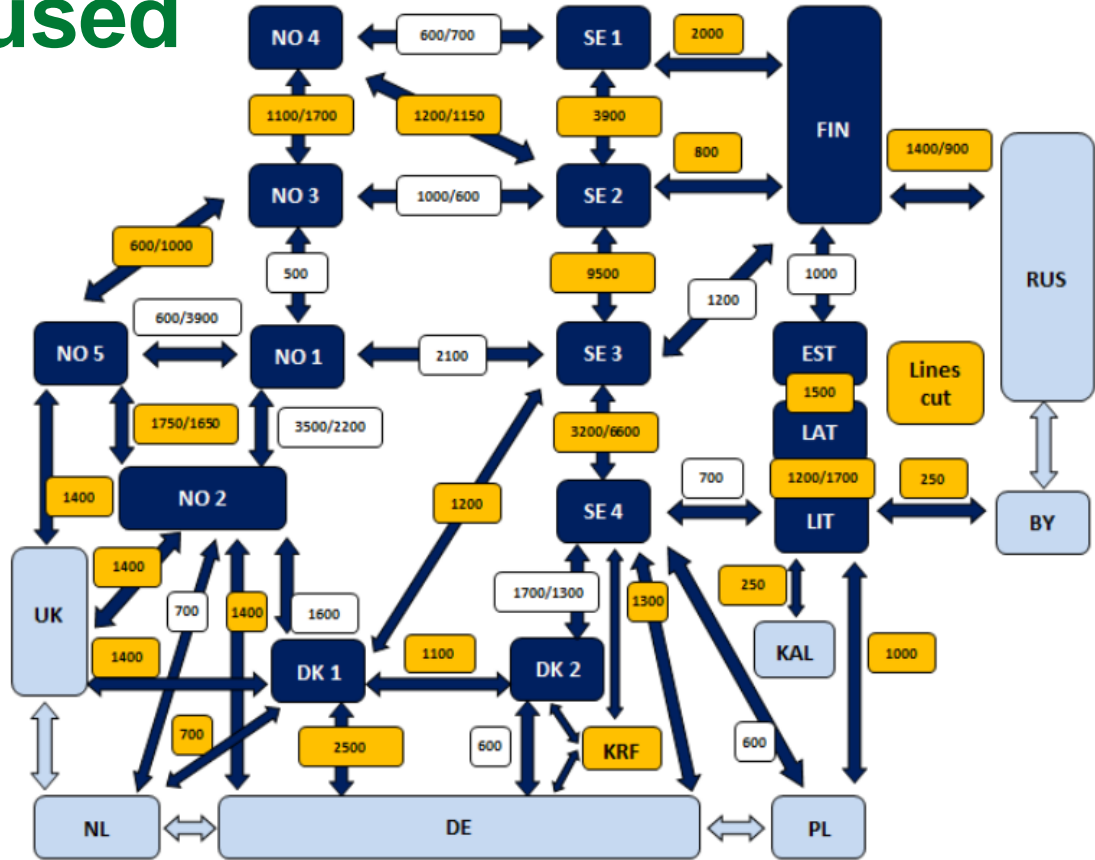 used
NO 4
600/700
SE 1
2000
FIN
1100/1700
1200/1150
3900
800
1400/900
NO 3
1000/600
SE 2
RUS
600/1000
500
9500
1200
1000
600/3900
NO 5
NO 1
2100
SE 3
EST
1500
LAT
Lines
cut
1750/1650
3500/2200
3200/6600
1400
NO 2
1200
SE 4
700
1200/1700
LIT
250
BY
1400
700
1400
1600
1700/1300
1300
250
UK
1400
DK 1
1100
DK 2
KAL
1000
700
2500
600
KRF
600
NL
DE
PL